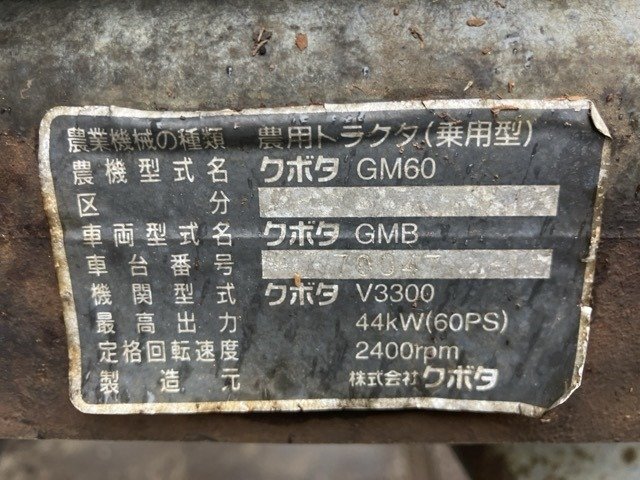 農業機械の種類 農用トラクタ(乗用型)
農機型式名 クボタ GM60
区分
車両型式名 クボタ GMB
車台番号
機関型式 クボタ V3300
最高出力 44kW(60PS)
定格回転速度 2400rpm
製造元 株式会社クボタ